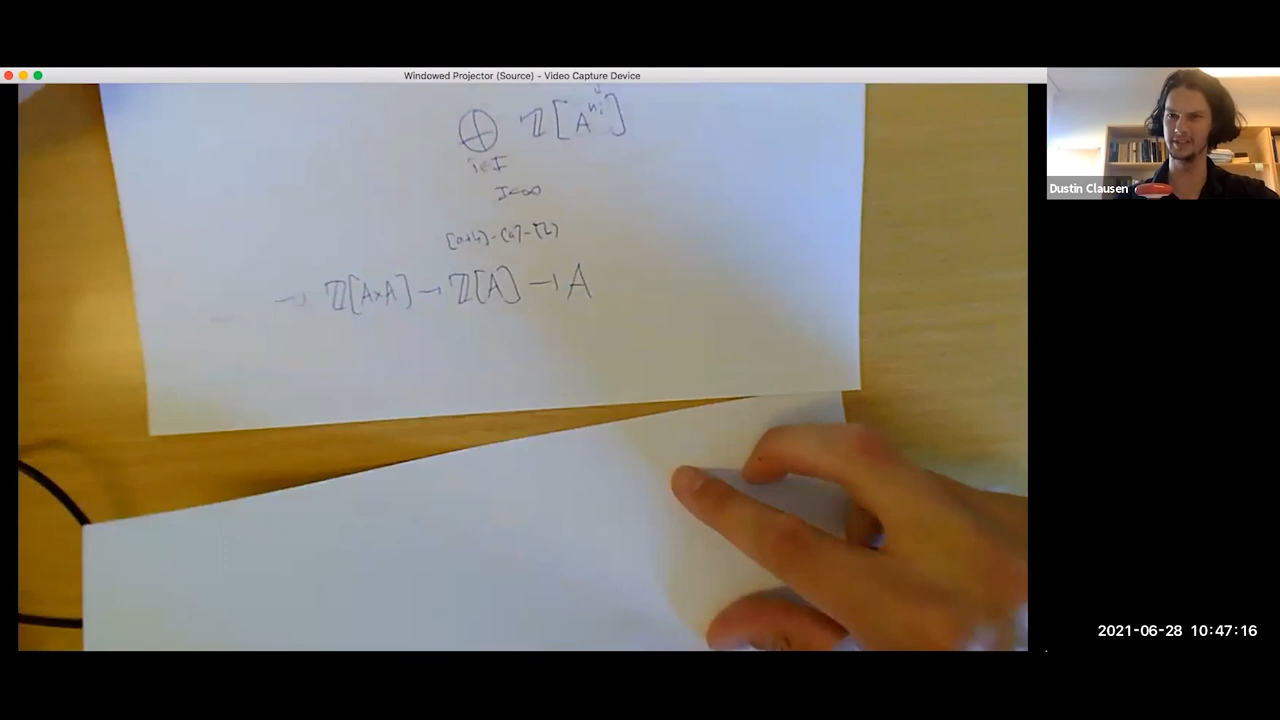 Windowed Projector (Source) - Video Capture Device
⊕ ℤ[A^{n_i}]
i∈I
I<∞
[a+b]-[a]-[b]
→ ℤ[A×A] → ℤ[A] → A
Dustin Clausen
2021-06-28 10:47:16